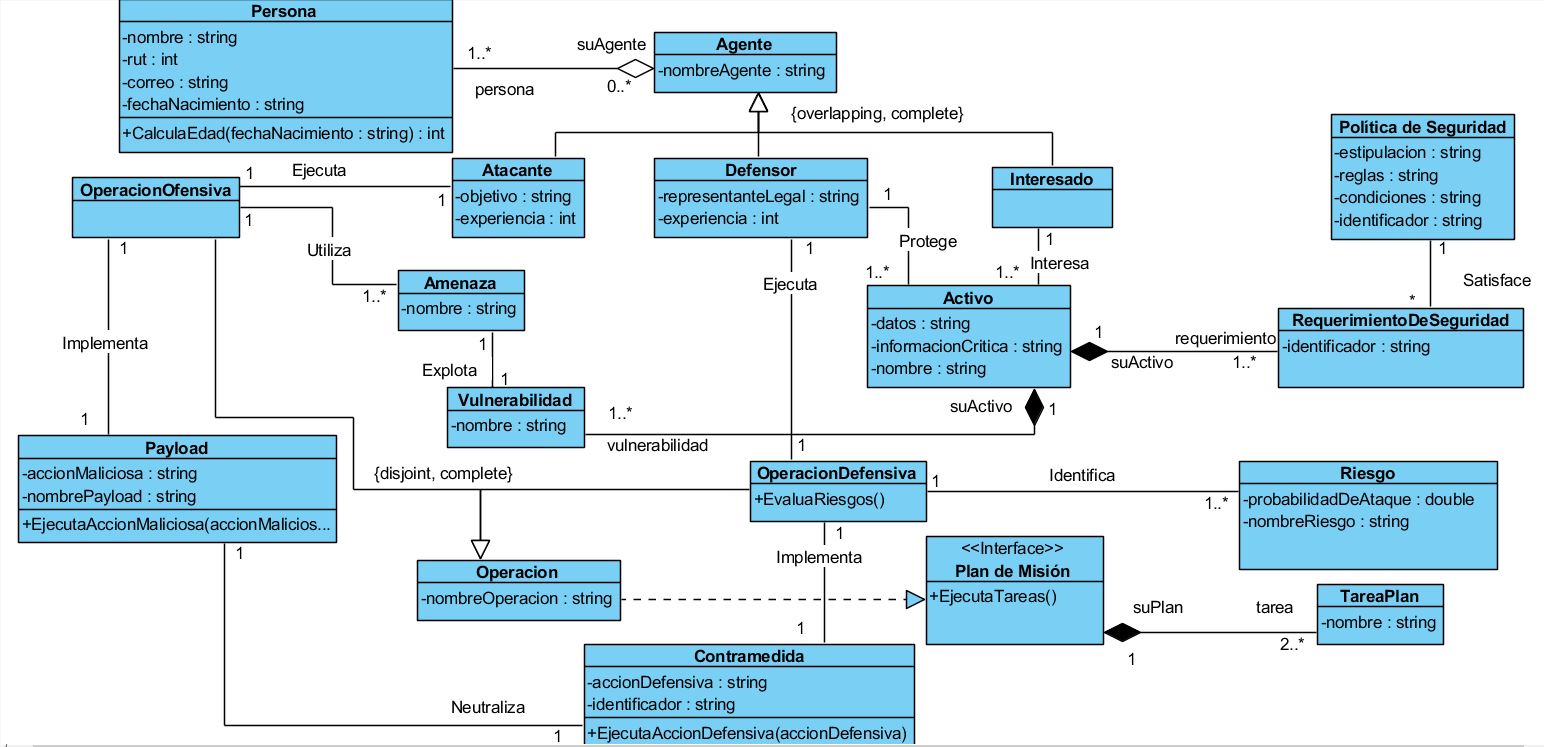 Persona
-nombre : string
-rut : int
-correo : string
-fechaNacimiento : string
+CalculaEdad(fechaNacimiento : string) : int
1..*
persona
suAgente
0..*
Agente
-nombreAgente : string
{overlapping, complete}
Política de Seguridad
-estipulacion : string
-reglas : string
-condiciones : string
-identificador : string
OperacionOfensiva
1
Ejecuta
1
1
Atacante
-objetivo : string
-experiencia : int
Defensor
-representanteLegal : string
-experiencia : int
1
Interesado
Protege
1..*
1
Interesa
1..*
1
Satisface
*
1
Utiliza
1..*
Amenaza
-nombre : string
1
Ejecuta
Activo
-datos : string
-informacionCritica : string
-nombre : string
1
suActivo
requerimiento
1..*
RequerimientoDeSeguridad
-identificador : string
Implementa
1
1
Explota
1
Vulnerabilidad
-nombre : string
1..*
vulnerabilidad
suActivo
1
Payload
-accionMaliciosa : string
-nombrePayload : string
+EjecutaAccionMaliciosa(accionMalicios...
1
{disjoint, complete}
1
OperacionDefensiva
+EvaluaRiesgos()
1
Identifica
1..*
Riesgo
-probabilidadDeAtaque : double
-nombreRiesgo : string
1
Implementa
1
Operacion
-nombreOperacion : string
<<Interface>>
Plan de Misión
+EjecutaTareas()
suPlan
1
tarea
2..*
TareaPlan
-nombre : string
Neutraliza
1
Contramedida
-accionDefensiva : string
-identificador : string
+EjecutaAccionDefensiva(accionDefensiva)